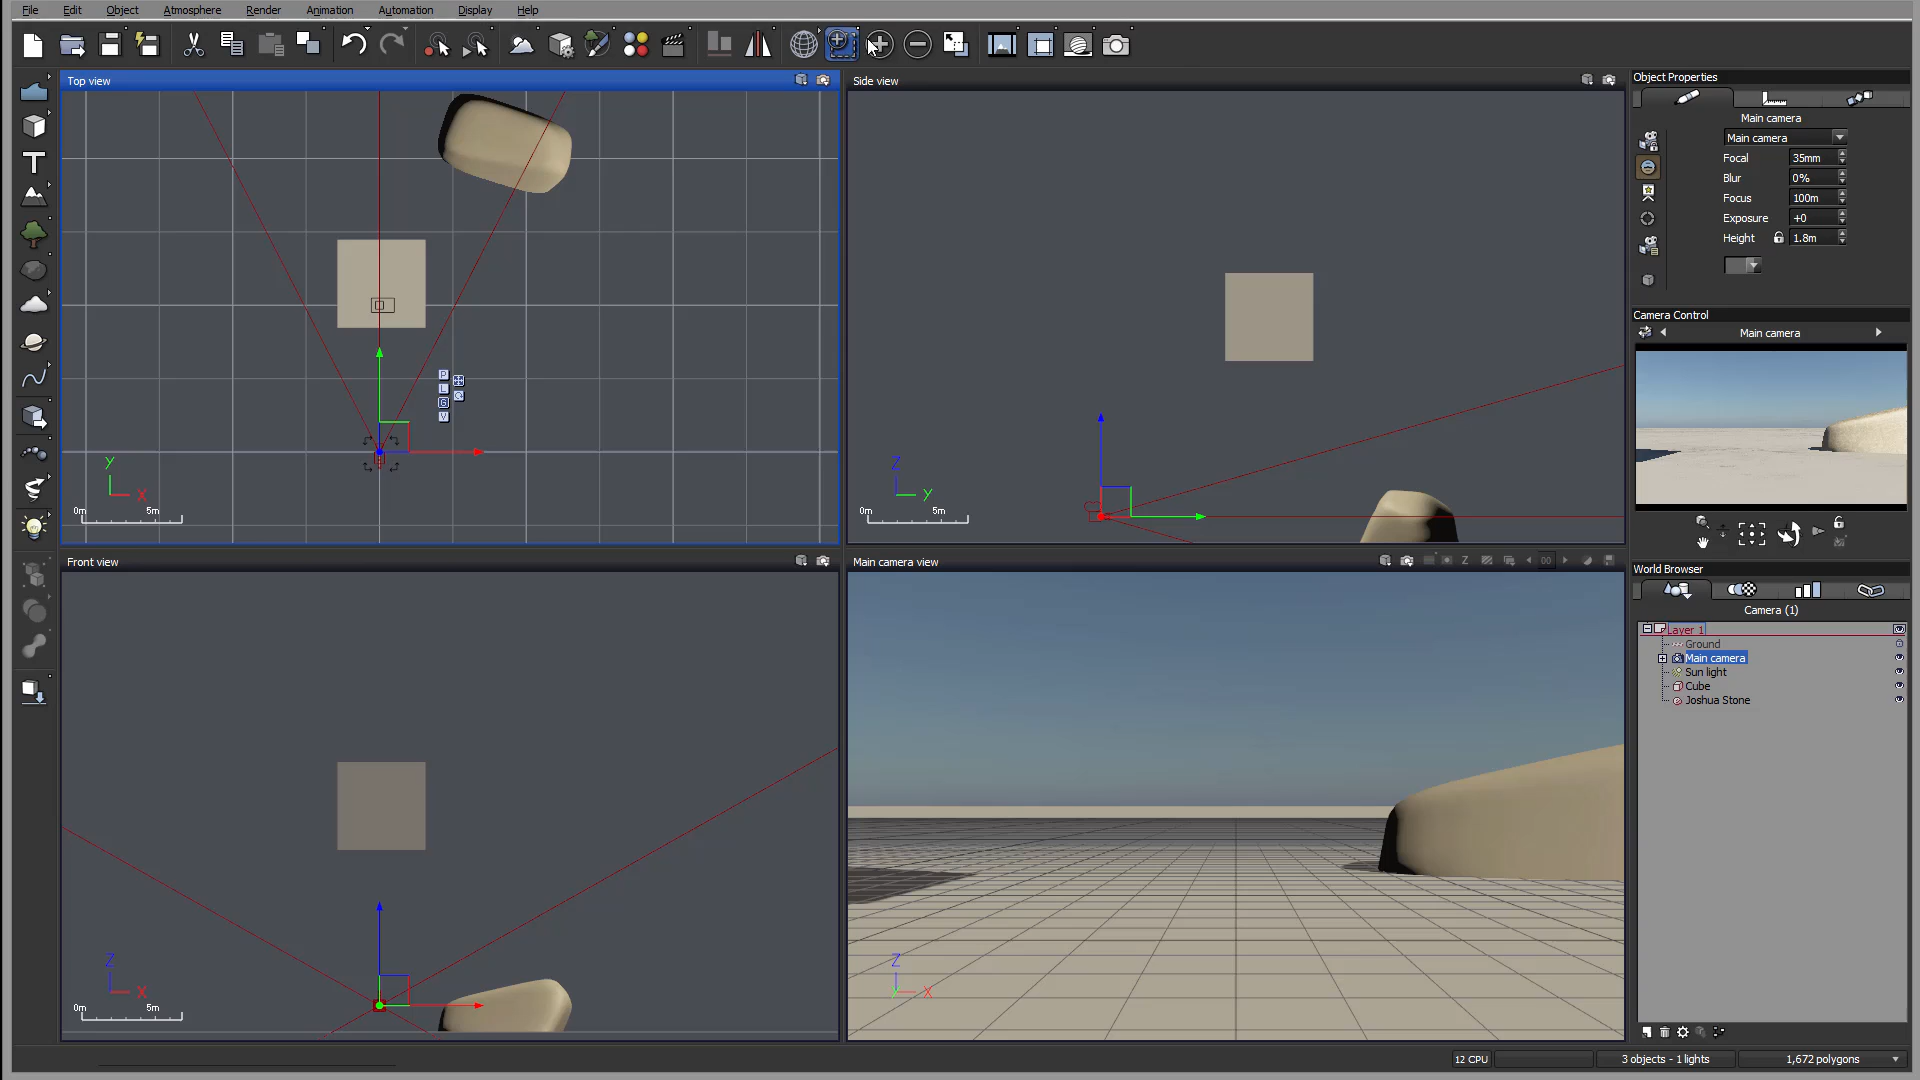 File Edit Object Atmosphere Render Animation Automation Display Help
Top view
Side view
Object Properties
Main camera
Main camera
Focal 35mm
Blur 0%
Focus 100m
Exposure +0
Height 1.8m
Camera Control
Main camera
P
L
G
V
Y
X
0m 5m
Z
Y
0m 5m
Front view
Main camera view
Z
00
World Browser
Camera (1)
Layer 1
Ground
Main camera
Sun light
Cube
Joshua Stone
Z
X
0m 5m
Z
Y
X
12 CPU
3 objects - 1 lights
1,672 polygons